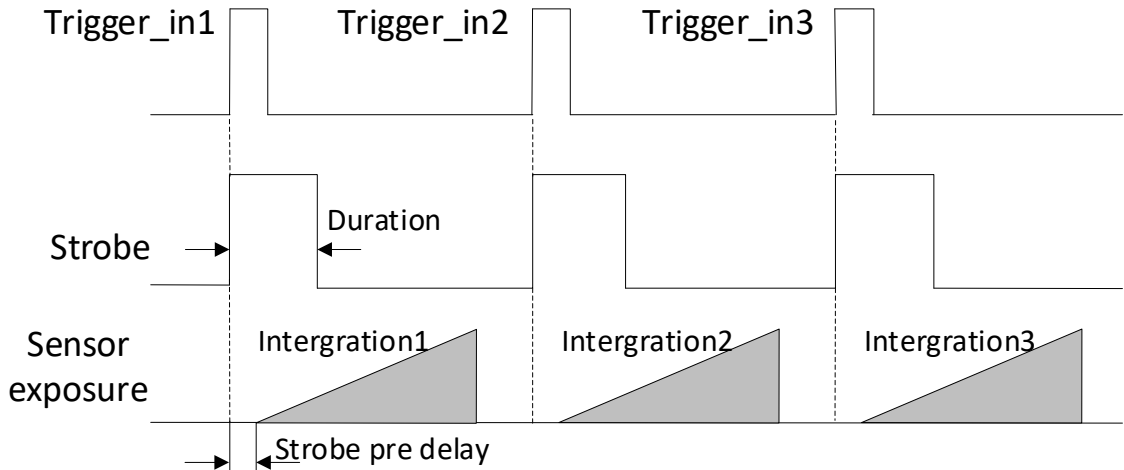 Trigger_in1
Trigger_in2
Trigger_in3
Duration
Strobe
Intergration1
Intergration2
Intergration3
Sensor
exposure
Strobe pre delay